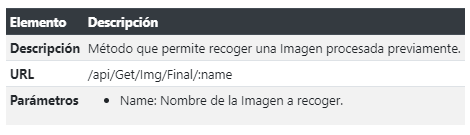 Elemento Descripción
Descripción Método que permite recoger una Imagen procesada previamente.
URL /api/Get/Img/Final/:name
Parámetros • Name: Nombre de la Imagen a recoger.